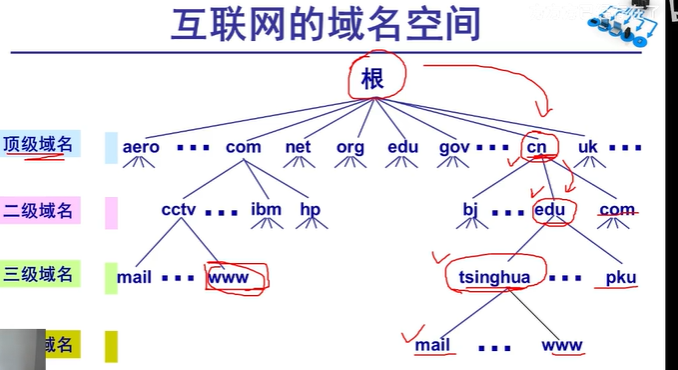 互联网的域名空间
根
顶级域名 aero ··· com net org edu gov ··· cn uk ···
二级域名 cctv ··· ibm hp bj ··· edu com
三级域名 mail ··· www tsinghua ··· pku
域名 mail ··· www